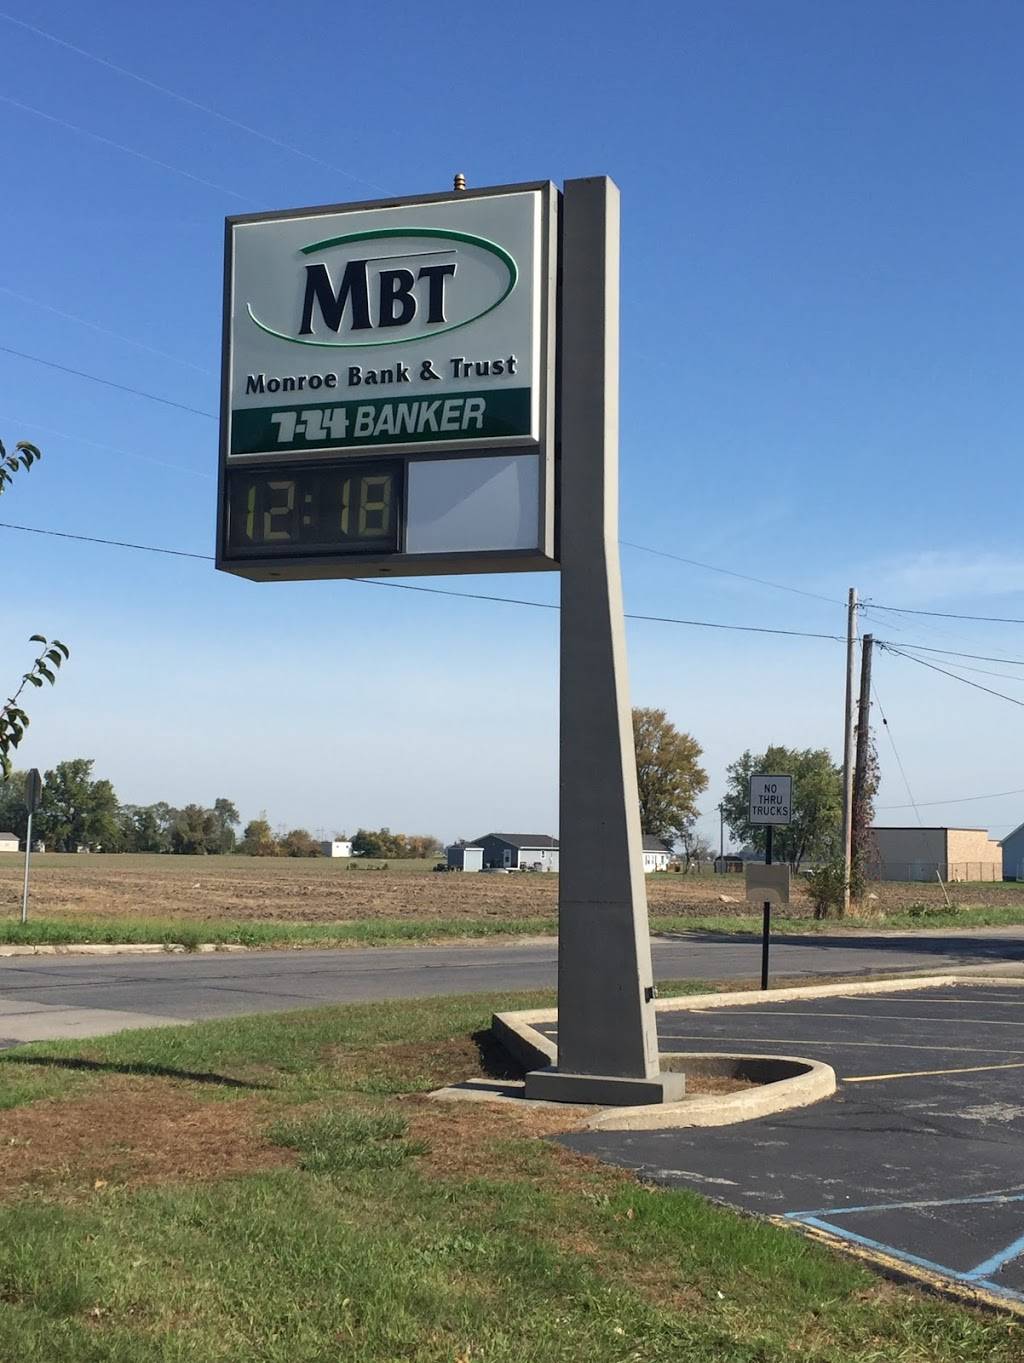 MBT
Monroe Bank & Trust
7-24 BANKER
12:18
NO
THRU
TRUCKS